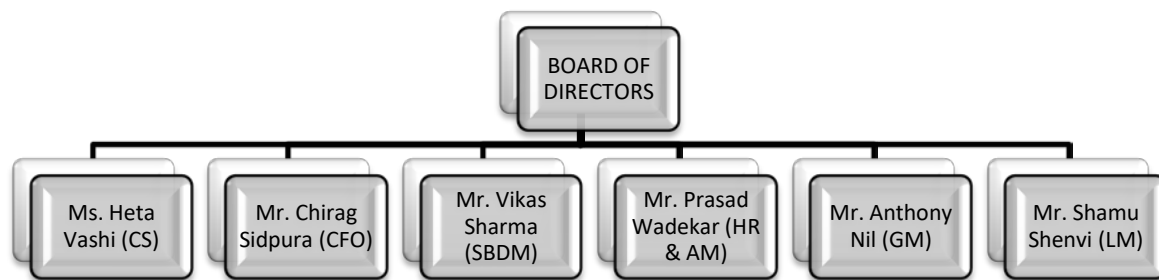 BOARD OF
DIRECTORS
Ms. Heta
Vashi (CS)
Mr. Chirag
Sidpura (CFO)
Mr. Vikas
Sharma
(SBDM)
Mr. Prasad
Wadekar (HR
& AM)
Mr. Anthony
Nil (GM)
Mr. Shamu
Shenvi (LM)